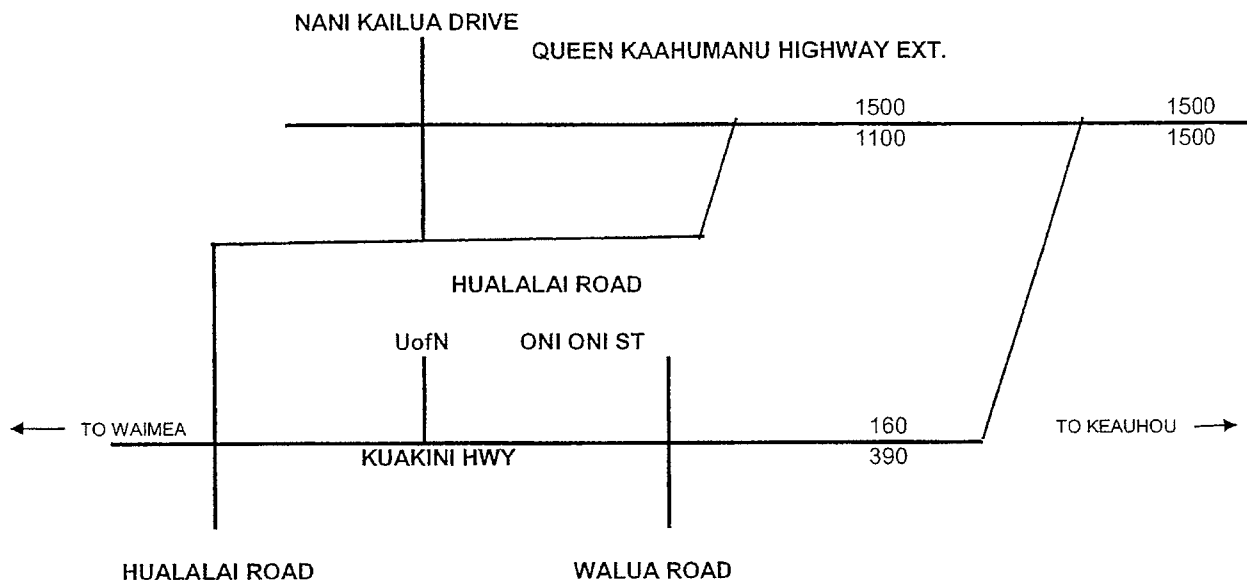 NANI KAILUA DRIVE
QUEEN KAAHUMANU HIGHWAY EXT.
1500
1500
1100
1500
HUALALAI ROAD
UofN
ONI ONI ST
TO WAIMEA
160
TO KEAUHOU
KUAKINI HWY
390
HUALALAI ROAD
WALUA ROAD